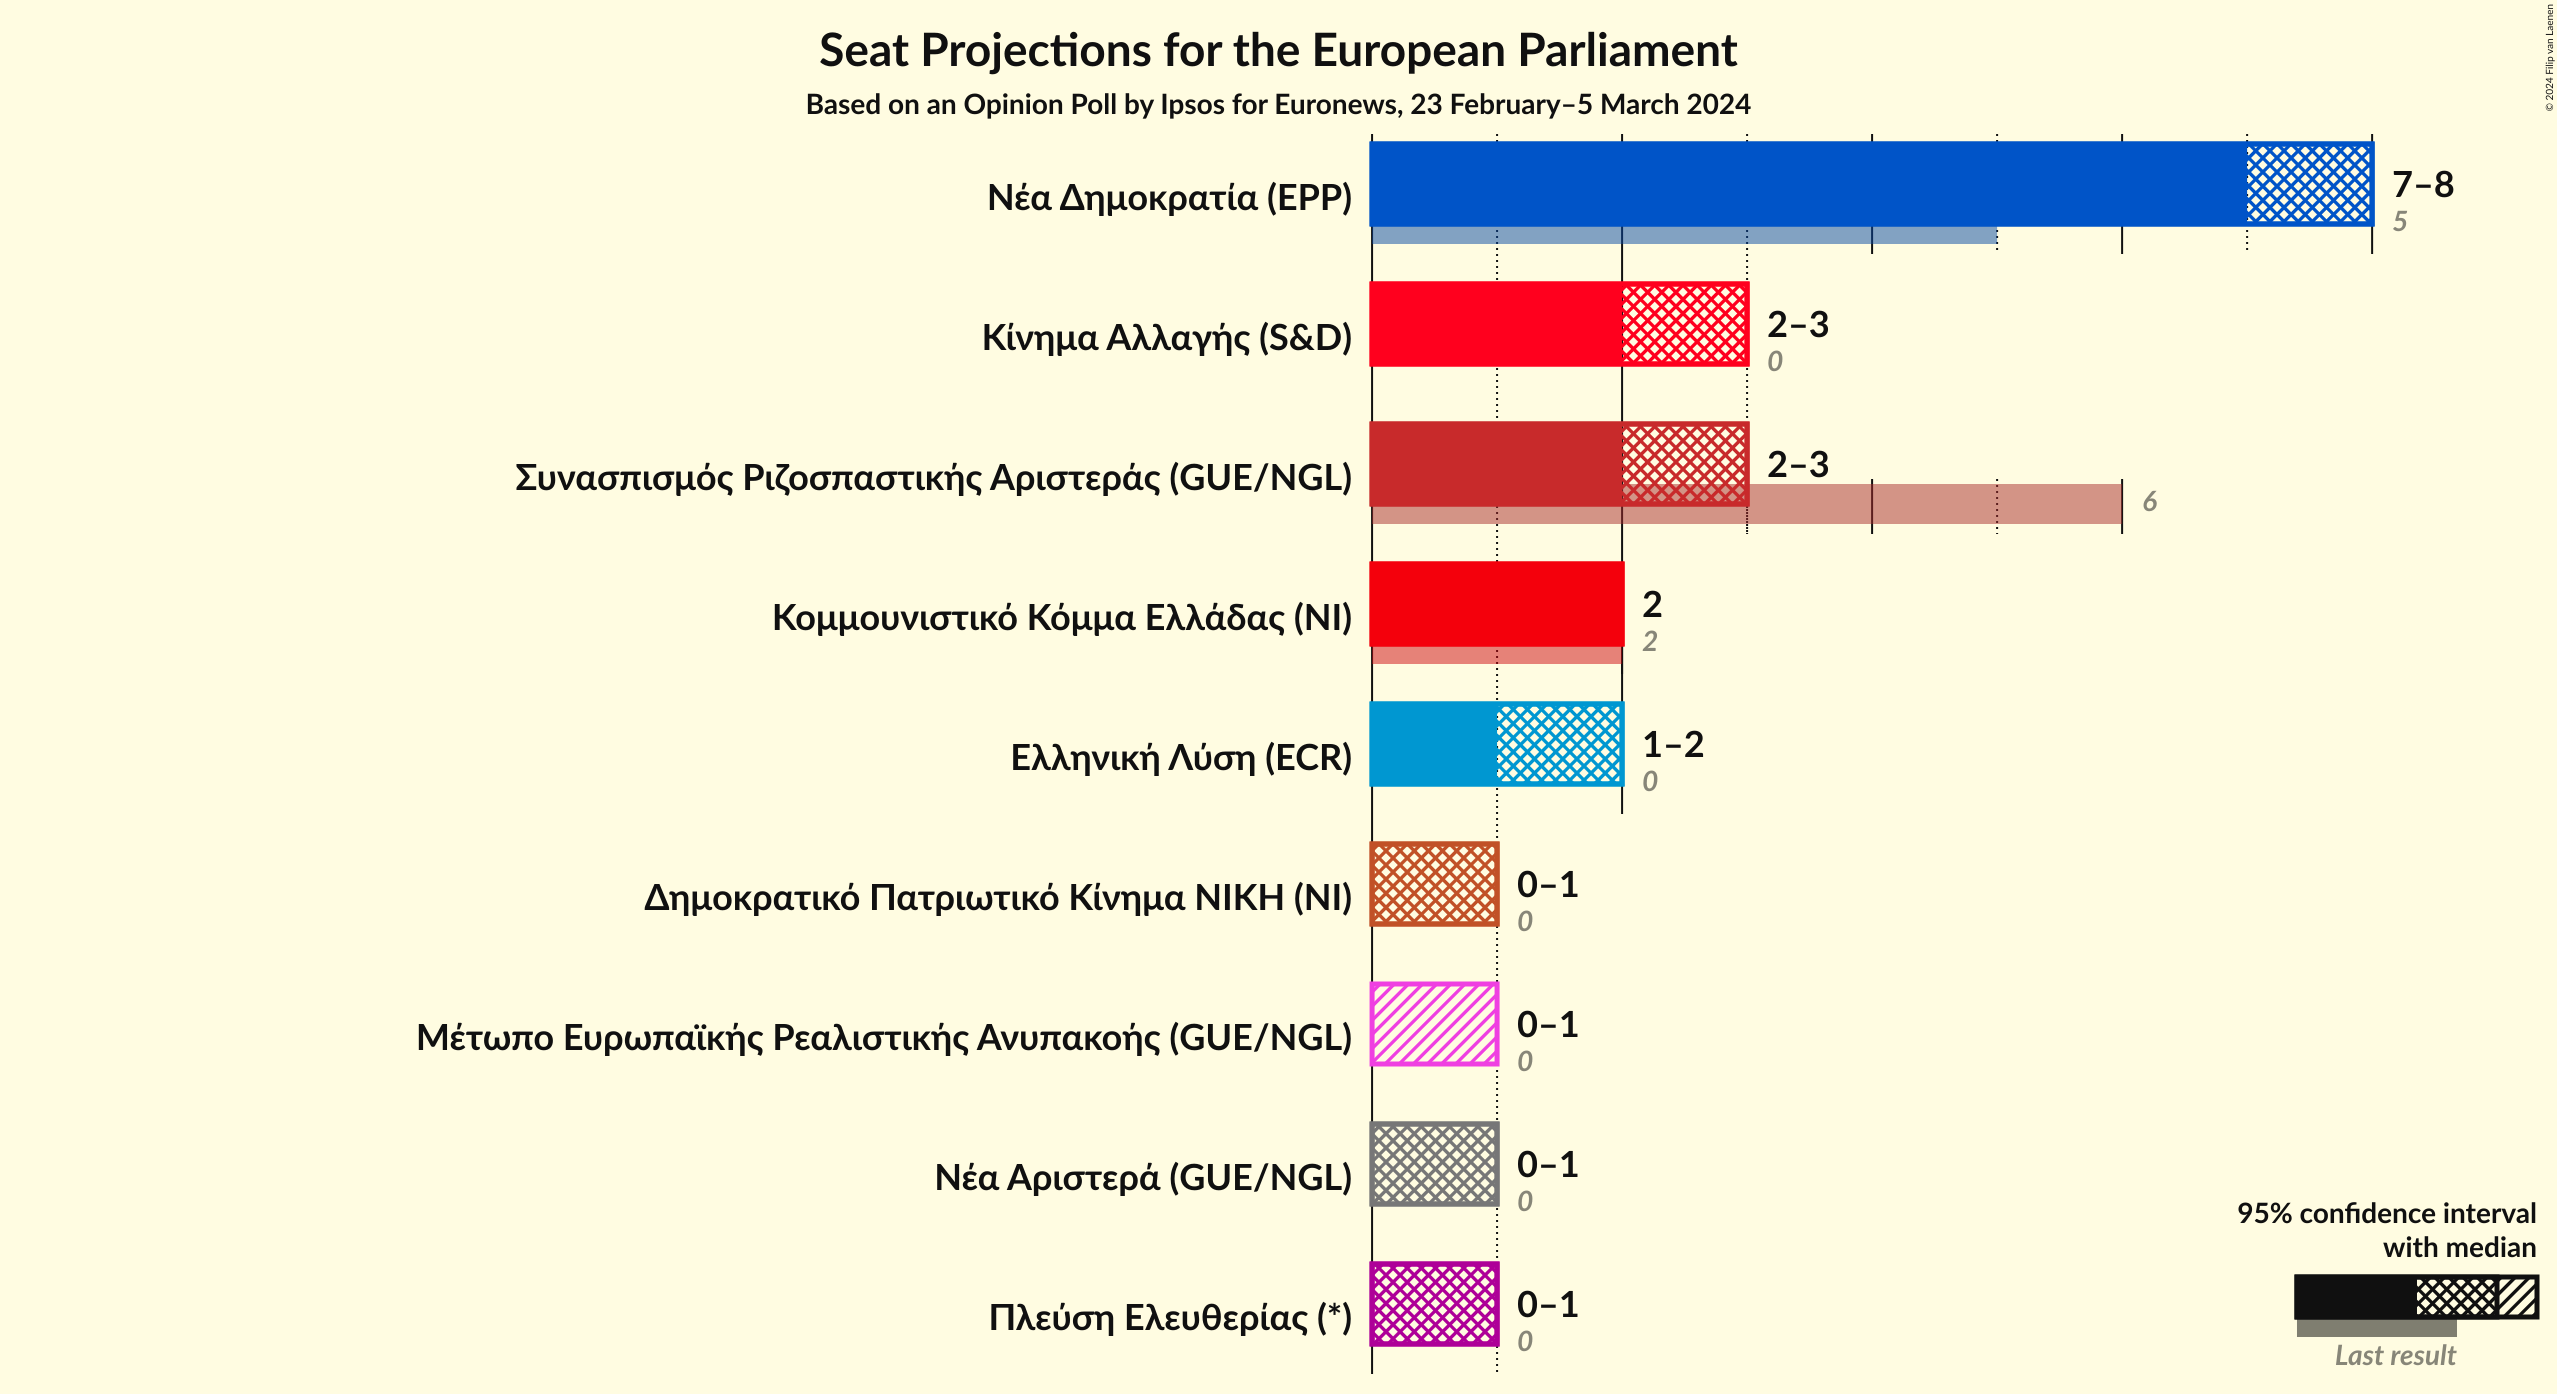 Seat Projections for the European Parliament
Based on an Opinion Poll by Ipsos for Euronews, 23 February–5 March 2024
© 2024 Filip van Laenen
Νέα Δημοκρατία (EPP)
7–8
5
Κίνημα Αλλαγής (S&D)
2–3
0
Συνασπισμός Ριζοσπαστικής Αριστεράς (GUE/NGL)
2–3
6
Κομμουνιστικό Κόμμα Ελλάδας (NI)
2
2
Ελληνική Λύση (ECR)
1–2
0
Δημοκρατικό Πατριωτικό Κίνημα ΝΙΚΗ (NI)
0–1
0
Μέτωπο Ευρωπαϊκής Ρεαλιστικής Ανυπακοής (GUE/NGL)
0–1
0
Νέα Αριστερά (GUE/NGL)
0–1
0
Πλεύση Ελευθερίας (*)
0–1
0
95% confidence interval
with median
Last result